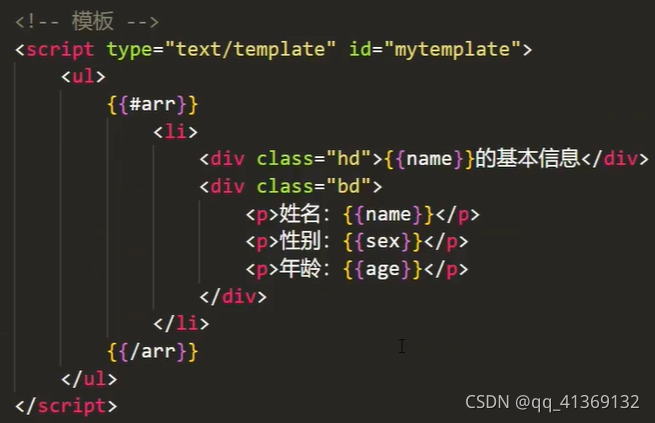 <!-- 模板 -->
<script type="text/template" id="mytemplate">
    <ul>
        {{#arr}}
            <li>
                <div class="hd">{{name}}的基本信息</div>
                <div class="bd">
                    <p>姓名：{{name}}</p>
                    <p>性别：{{sex}}</p>
                    <p>年龄：{{age}}</p>
                </div>
            </li>
        {{/arr}}
    </ul>
</script>
CSDN @qq_41369132